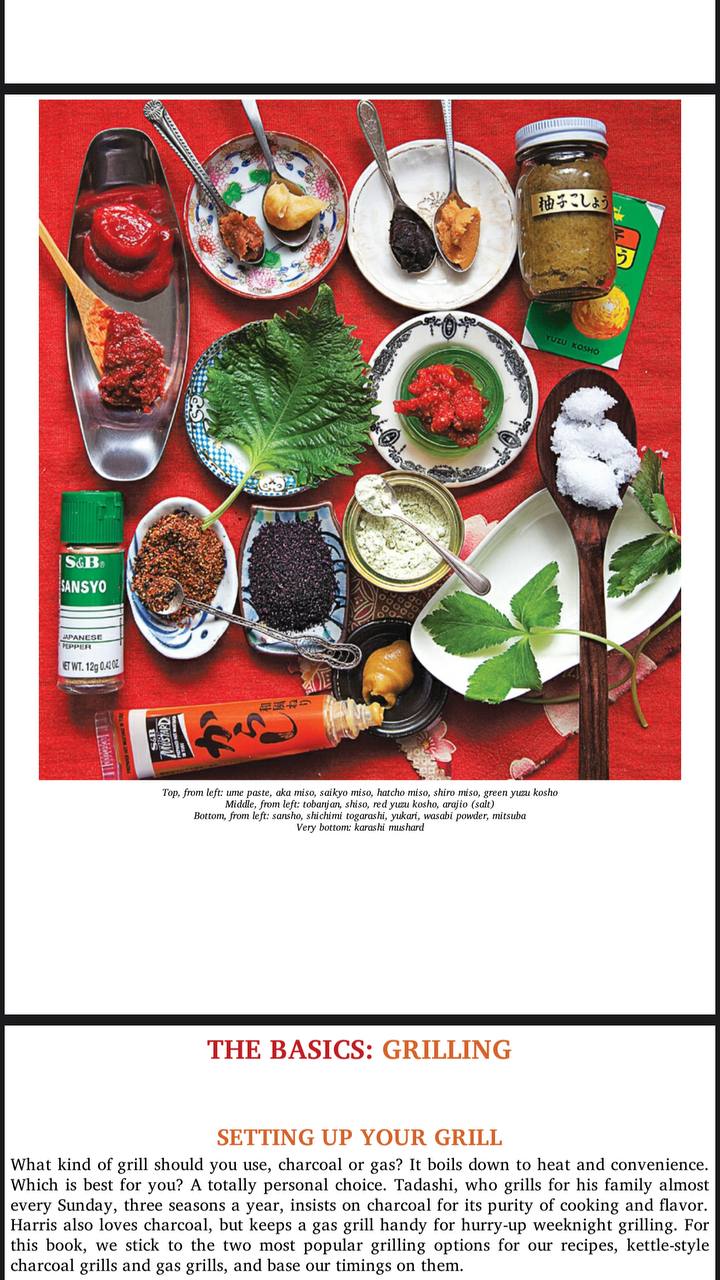 柚子こしょう
YUZU KOSHO
S&B®
SANSYO
JAPANESE
PEPPER
NET WT. 12g 0.42 OZ.
和風ねり
からし
S&B
MUSTARD
Top, from left: ume paste, aka miso, saikyo miso, hatcho miso, shiro miso, green yuzu kosho
Middle, from left: tobanjan, shiso, red yuzu kosho, arajio (salt)
Bottom, from left: sansho, shichimi togarashi, yukari, wasabi powder, mitsuba
Very bottom: karashi mushard
THE BASICS: GRILLING
SETTING UP YOUR GRILL
What kind of grill should you use, charcoal or gas? It boils down to heat and convenience.
Which is best for you? A totally personal choice. Tadashi, who grills for his family almost
every Sunday, three seasons a year, insists on charcoal for its purity of cooking and flavor.
Harris also loves charcoal, but keeps a gas grill handy for hurry-up weeknight grilling. For
this book, we stick to the two most popular grilling options for our recipes, kettle-style
charcoal grills and gas grills, and base our timings on them.